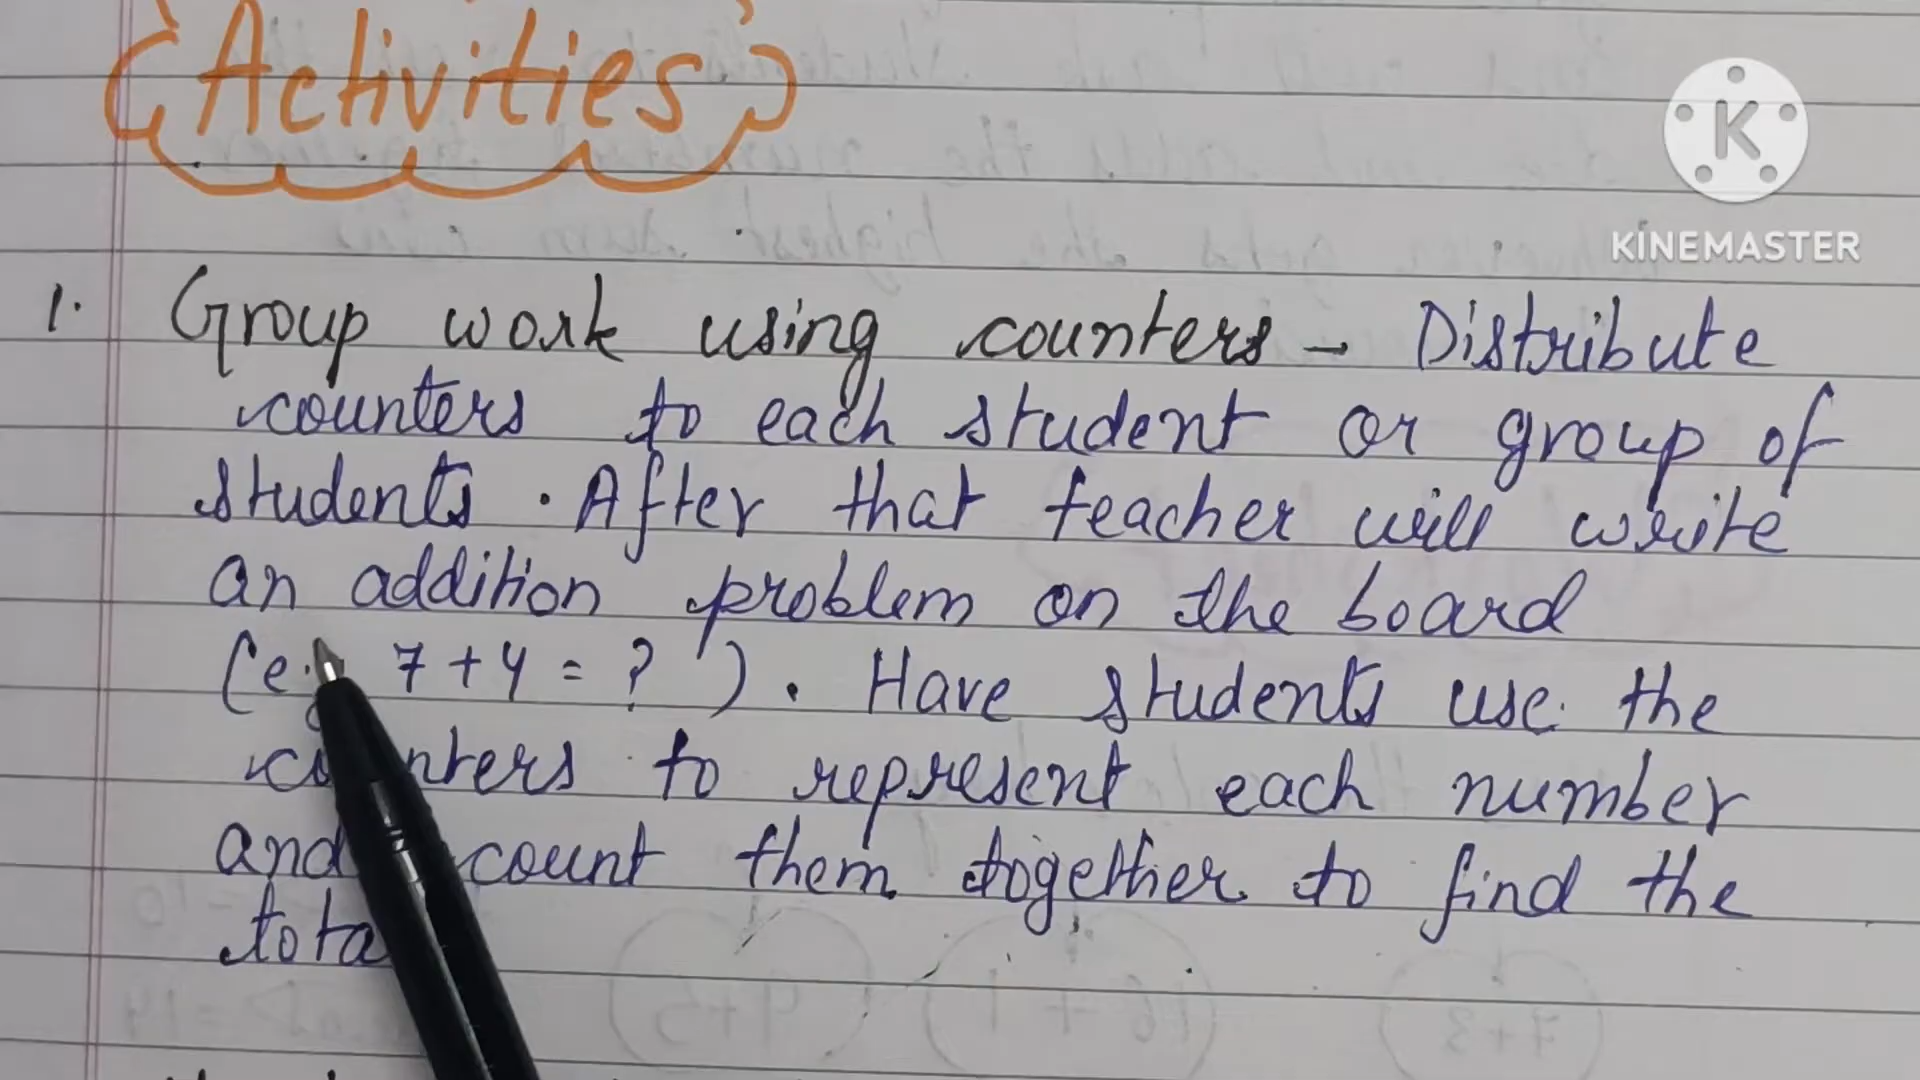 Activities
K
KINEMASTER
1. Group work using counters - Distribute
counters to each student or group of
students. After that teacher will write
an addition problem on the board
(e.g 7 + 4 = ?). Have students use the
counters to represent each number
and count them together to find the